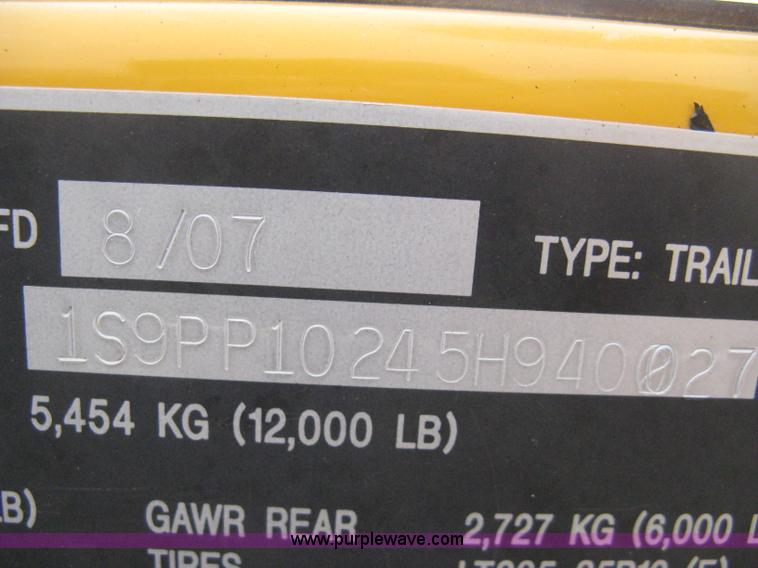 FD 8/07 TYPE: TRAIL
1S9PP10245H940027
5,454 KG (12,000 LB)
LB) GAWR REAR 2,727 KG (6,000 L
www.purplewave.com
TIRES